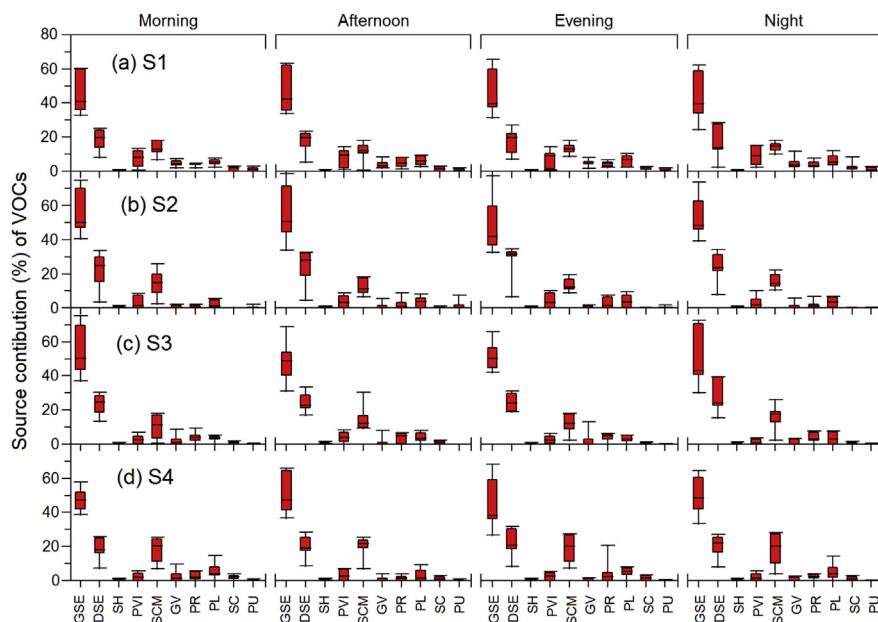 Morning Afternoon Evening Night
Source contibution (%) of VOCs
80
60
40
20
0
(a) S1
60
40
20
0
(b) S2
60
40
20
0
(c) S3
60
40
20
0
(d) S4
GSE DSE SH PVI SCM GV PR PL SC PU GSE DSE SH PVI SCM GV PR PL SC PU GSE DSE SH PVI SCM GV PR PL SC PU GSE DSE SH PVI SCM GV PR PL SC PU